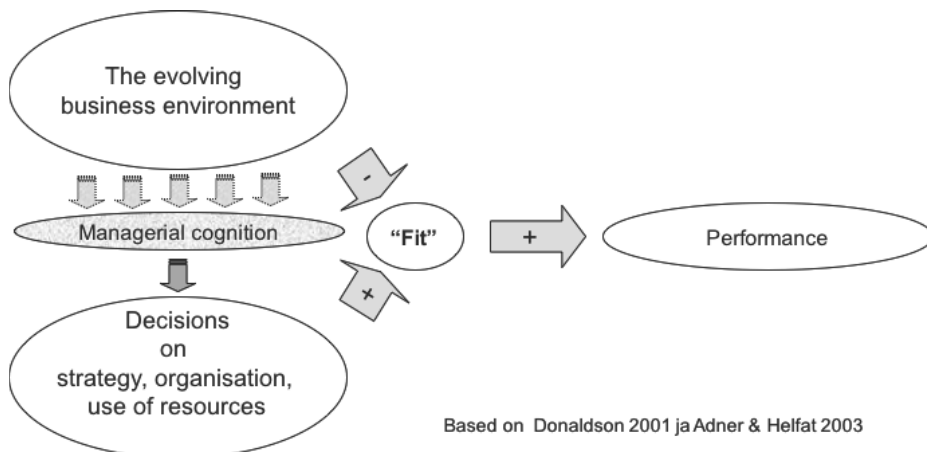 The evolving
business environment
-
Managerial cognition
“Fit”
+
Performance
+
Decisions
on
strategy, organisation,
use of resources
Based on Donaldson 2001 ja Adner & Helfat 2003